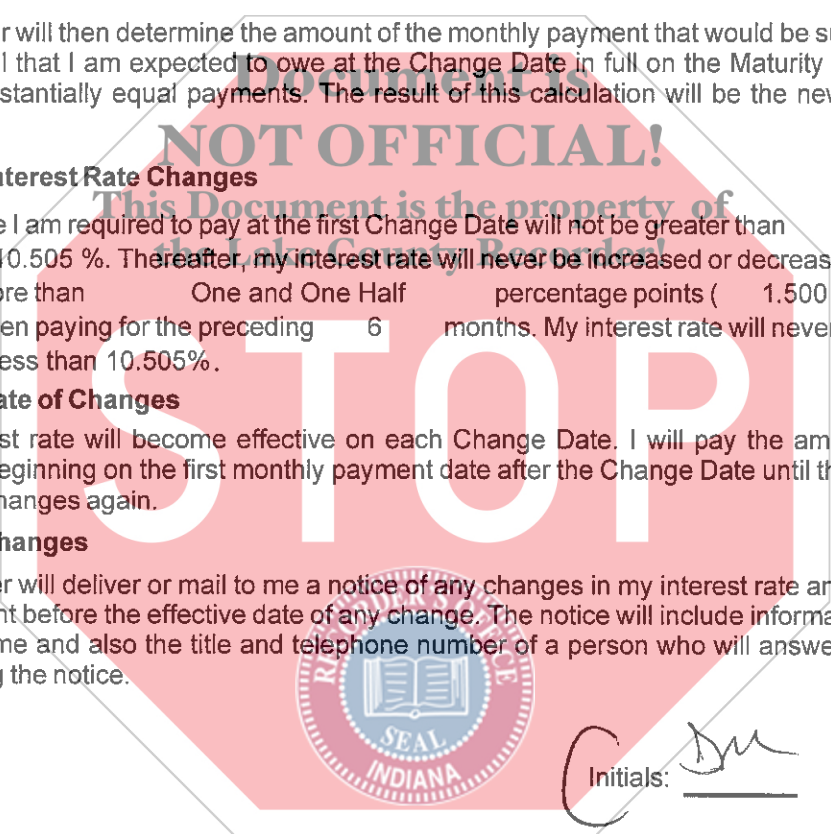 r will then determine the amount of the monthly payment that would be su
l that I am expected to owe at the Change Date in full on the Maturity
stantially equal payments. The result of this calculation will be the new
Document is
NOT OFFICIAL!
This Document is the property of
the Lake County Recorder!
nterest Rate Changes
e I am required to pay at the first Change Date will not be greater than
10.505 %. Thereafter, my interest rate will never be increased or decreas
ore than One and One Half percentage points ( 1.500
en paying for the preceding 6 months. My interest rate will never
ess than 10.505%.
STOP
ate of Changes
st rate will become effective on each Change Date. I will pay the am
eginning on the first monthly payment date after the Change Date until th
hanges again.
hanges
er will deliver or mail to me a notice of any changes in my interest rate an
nt before the effective date of any change. The notice will include informa
me and also the title and telephone number of a person who will answe
g the notice.
RECORDER'S OFFICE
SEAL
INDIANA
Initials: